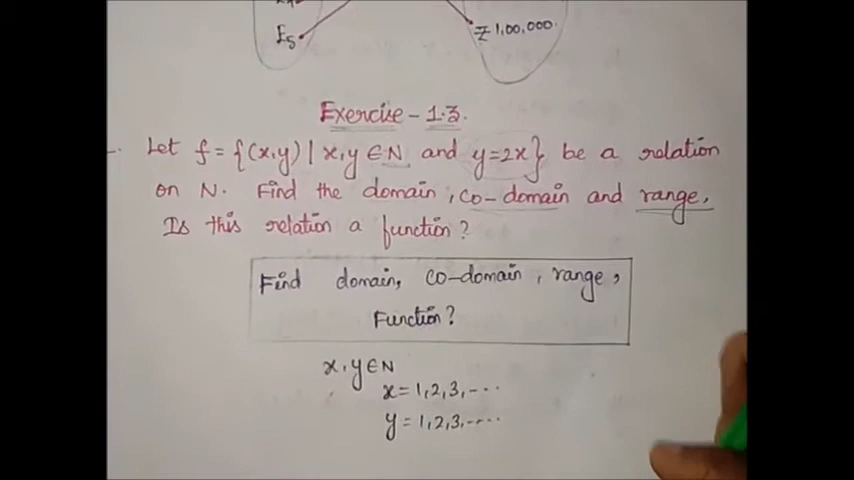 £5
₹ 1,00,000.
Exercise - 1.3.
Let f = {(x,y) | x,y ∈ N and y=2x} be a relation
on N. Find the domain, co-domain and range.
Is this relation a function?
Find domain, co-domain, range,
Function?
x,y ∈ N
x = 1,2,3,----
y = 1,2,3,----